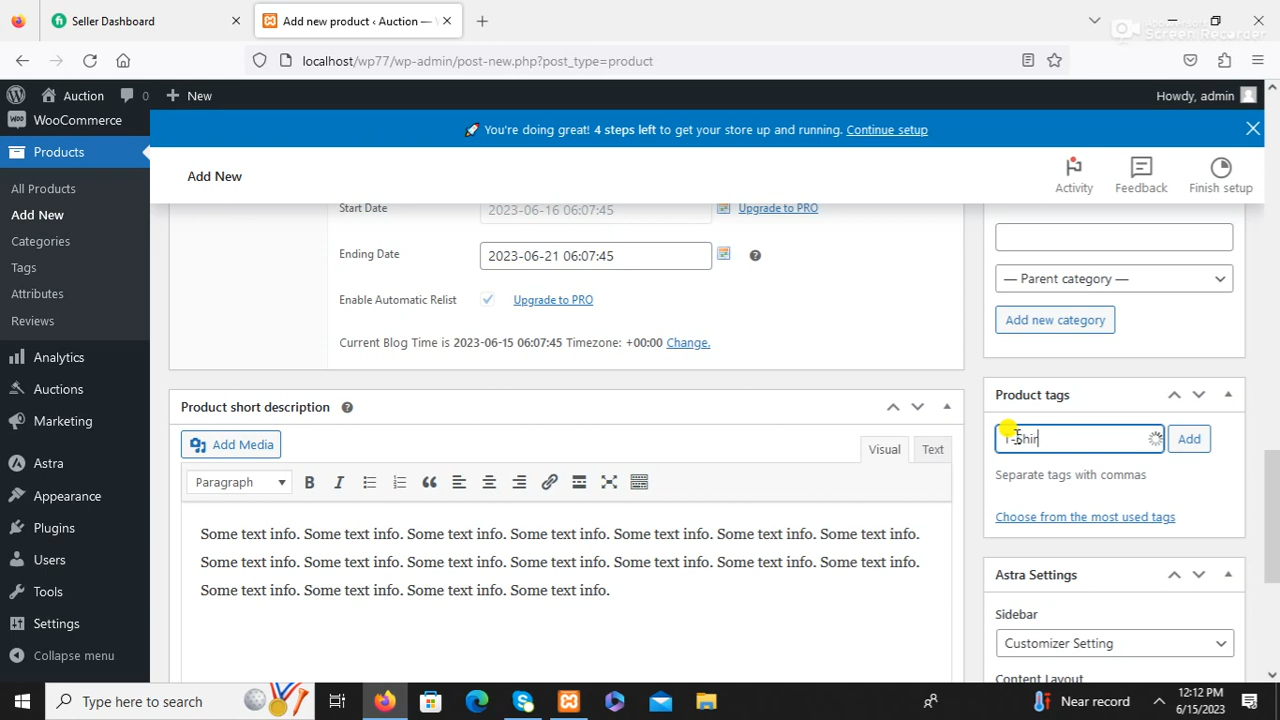 Seller Dashboard
Add new product ‹ Auction —
localhost/wp77/wp-admin/post-new.php?post_type=product
Auction
0
New
Howdy, admin
WooCommerce
Products
All Products
Add New
Categories
Tags
Attributes
Reviews
Analytics
Auctions
Marketing
Astra
Appearance
Plugins
Users
Tools
Settings
Collapse menu
🚀 You're doing great! 4 steps left to get your store up and running. Continue setup
Add New
Activity
Feedback
Finish setup
Start Date
2023-06-16 06:07:45
Upgrade to PRO
Ending Date
2023-06-21 06:07:45
Enable Automatic Relist
Upgrade to PRO
Current Blog Time is 2023-06-15 06:07:45 Timezone: +00:00 Change.
Product short description
Add Media
Visual
Text
Paragraph
Some text info. Some text info. Some text info. Some text info. Some text info. Some text info. Some text info.
Some text info. Some text info. Some text info. Some text info. Some text info. Some text info. Some text info.
Some text info. Some text info. Some text info. Some text info.
— Parent category —
Add new category
Product tags
T-Shir
Add
Separate tags with commas
Choose from the most used tags
Astra Settings
Sidebar
Customizer Setting
Content Layout
Type here to search
Near record
12:12 PM
6/15/2023